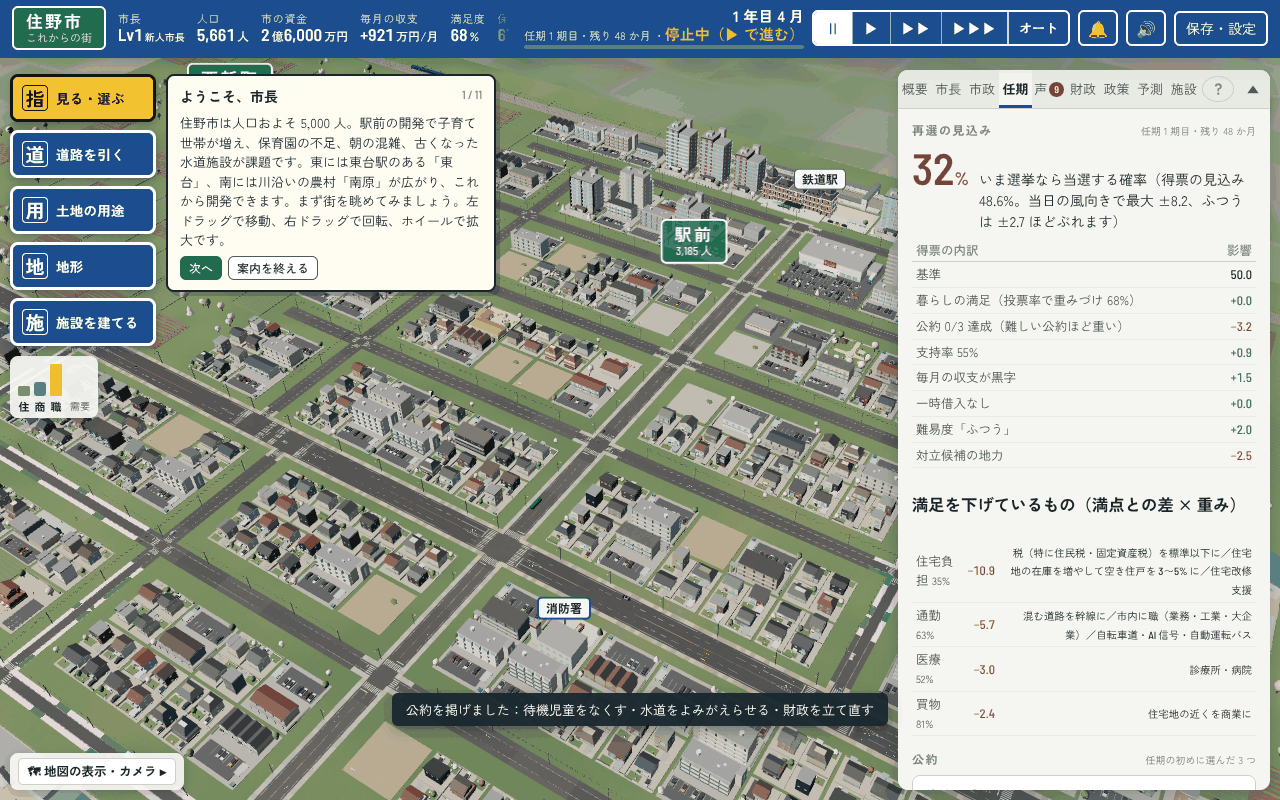 住野市
これからの街
市長
Lv1 新人市長
人口
5,661 人
市の資金
2 億 6,000 万円
毎月の収支
+921 万円/月
満足度
68 %
任期 1 期目・残り 48 か月 ・停止中（▶ で進む）
1 年目 4 月
オート
保存・設定
指 見る・選ぶ
道 道路を引く
用 土地の用途
地 地形
施 施設を建てる
住 商 職 需要
ようこそ、市長
1 / 11
住野市は人口およそ 5,000 人。駅前の開発で子育て
世帯が増え、保育園の不足、朝の混雑、古くなった
水道施設が課題です。東には東台駅のある「東
台」、南には川沿いの農村「南原」が広がり、これ
から開発できます。まず街を眺めてみましょう。左
ドラッグで移動、右ドラッグで回転、ホイールで拡
大です。
次へ
案内を終える
鉄道駅
駅前
3,185 人
消防署
公約を掲げました：待機児童をなくす・水道をよみがえらせる・財政を立て直す
🗺 地図の表示・カメラ ▸
概要 市長 市政 任期 声 9 財政 政策 予測 施設 ? ▲
再選の見込み
任期 1 期目・残り 48 か月
32%
いま選挙なら当選する確率（得票の見込み
48.6%。当日の風向きで最大 ±8.2、ふつう
は ±2.7 ほどぶれます）
得票の内訳 影響
基準 50.0
暮らしの満足（投票率で重みづけ 68%） +0.0
公約 0/3 達成（難しい公約ほど重い） −3.2
支持率 55% +0.9
毎月の収支が黒字 +1.5
一時借入なし +0.0
難易度「ふつう」 +2.0
対立候補の地力 −2.5
満足を下げているもの（満点との差 × 重み）
住宅負
担 35%
−10.9
税（特に住民税・固定資産税）を標準以下に／住宅
地の在庫を増やして空き住戸を 3〜5% に／住宅改修
支援
通勤
63%
−5.7
混む道路を幹線に／市内に職（業務・工業・大企
業）／自転車道・AI 信号・自動運転バス
医療
52%
−3.0
診療所・病院
買物
81%
−2.4
住宅地の近くを商業に
公約
任期の初めに選んだ 3 つ